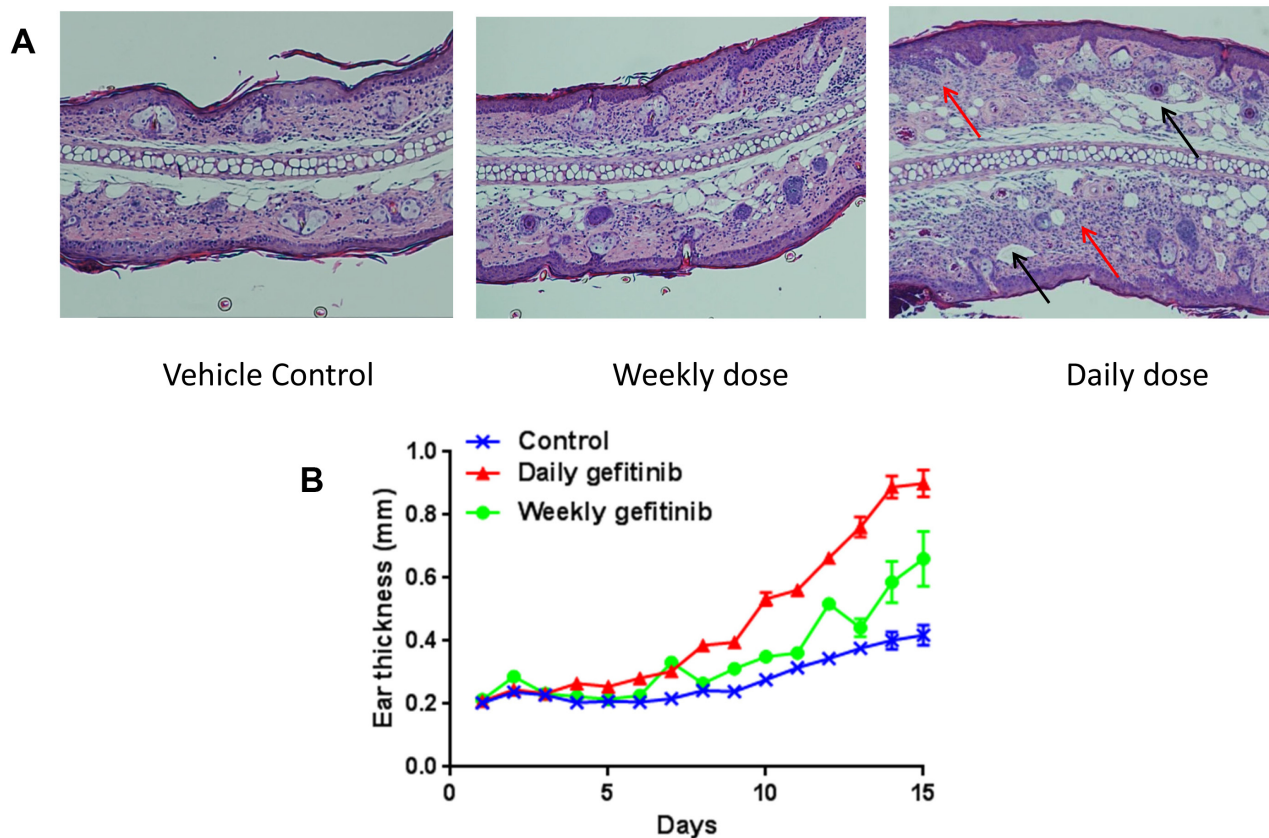 A
Vehicle Control
Weekly dose
Daily dose
B
Control
Daily gefitinib
Weekly gefitinib
Ear thickness (mm)
1.0
0.8
0.6
0.4
0.2
0.0
0
5
10
15
Days